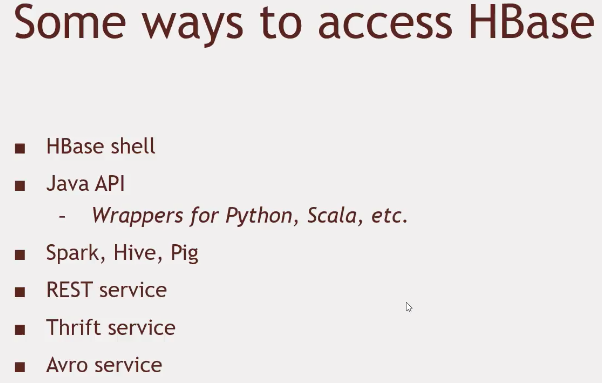 Some ways to access HBase
▪ HBase shell
▪ Java API
– Wrappers for Python, Scala, etc.
▪ Spark, Hive, Pig
▪ REST service
▪ Thrift service
▪ Avro service